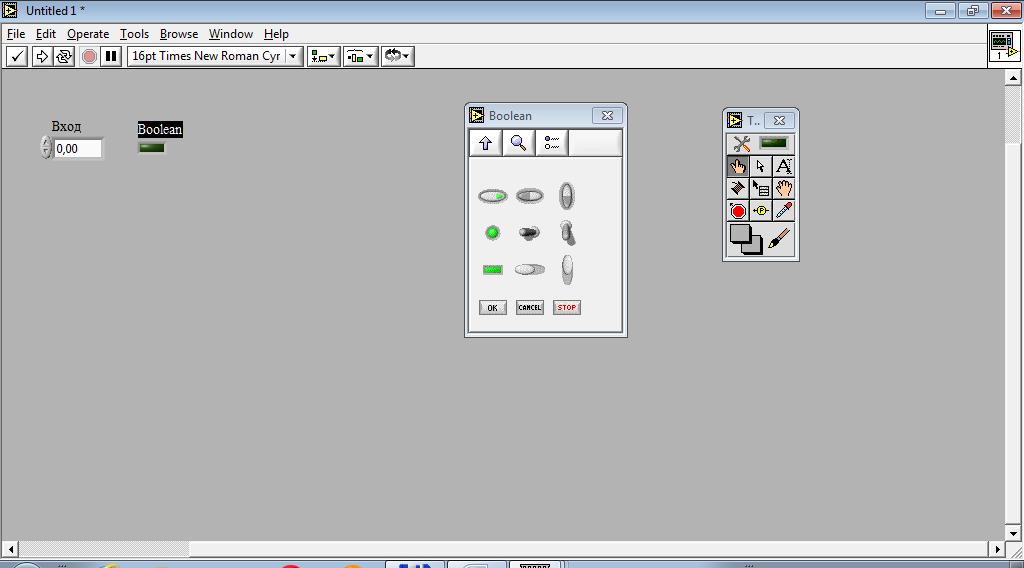 Untitled 1 *
File Edit Operate Tools Browse Window Help
16pt Times New Roman Cyr
1
Вход
0,00
Boolean
Boolean
OK
CANCEL
STOP
T..
A
P